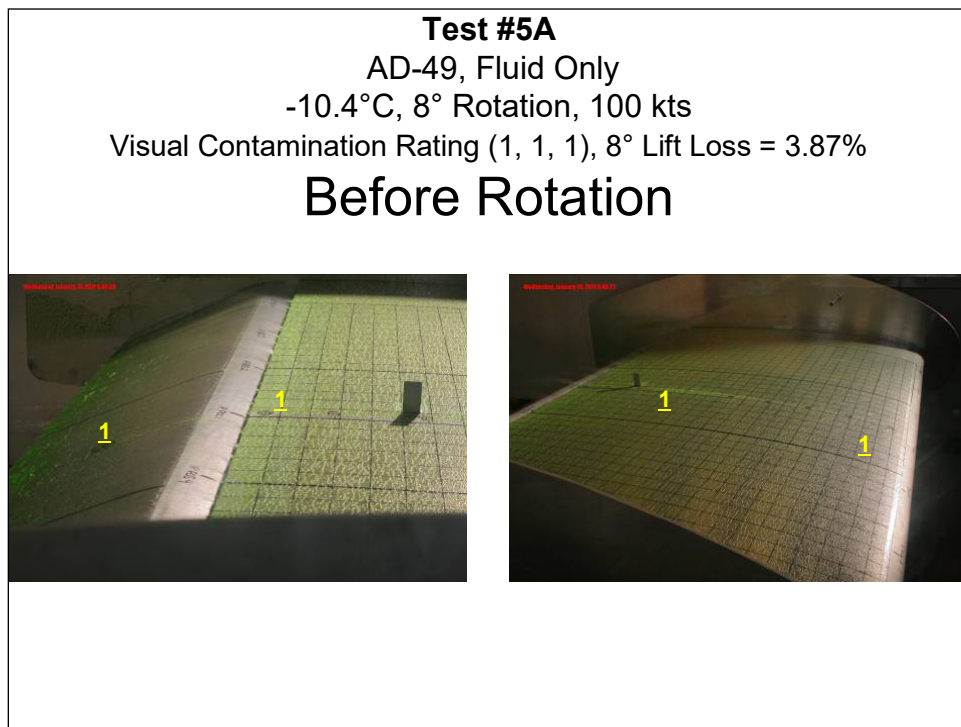 Test #5A
AD-49, Fluid Only
-10.4°C, 8° Rotation, 100 kts
Visual Contamination Rating (1, 1, 1), 8° Lift Loss = 3.87%
Before Rotation
1
1
1
1